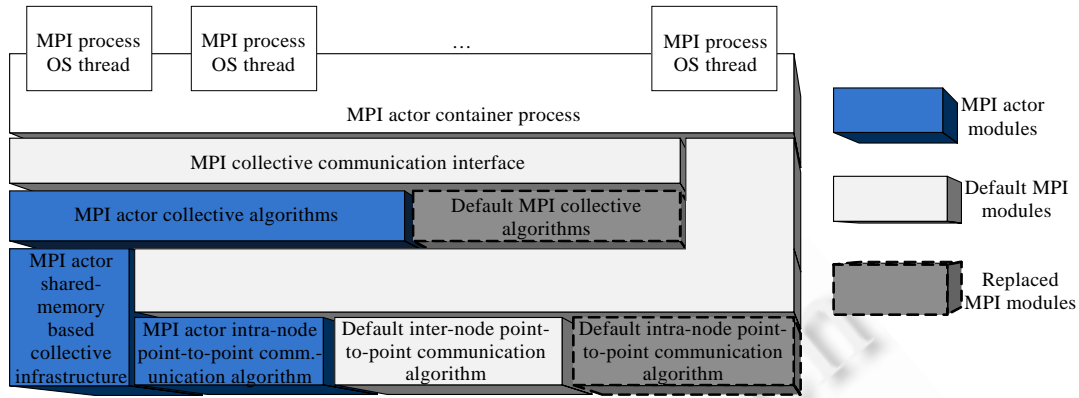 MPI process
OS thread
MPI process
OS thread
...
MPI process
OS thread
MPI actor container process
MPI collective communication interface
MPI actor collective algorithms
Default MPI collective
algorithms
MPI actor
shared-
memory
based
collective
infrastructure
MPI actor intra-node
point-to-point comm.-
unication algorithm
Default inter-node point-
to-point communication
algorithm
Default intra-node point-
to-point communication
algorithm
MPI actor
modules
Default MPI
modules
Replaced
MPI modules